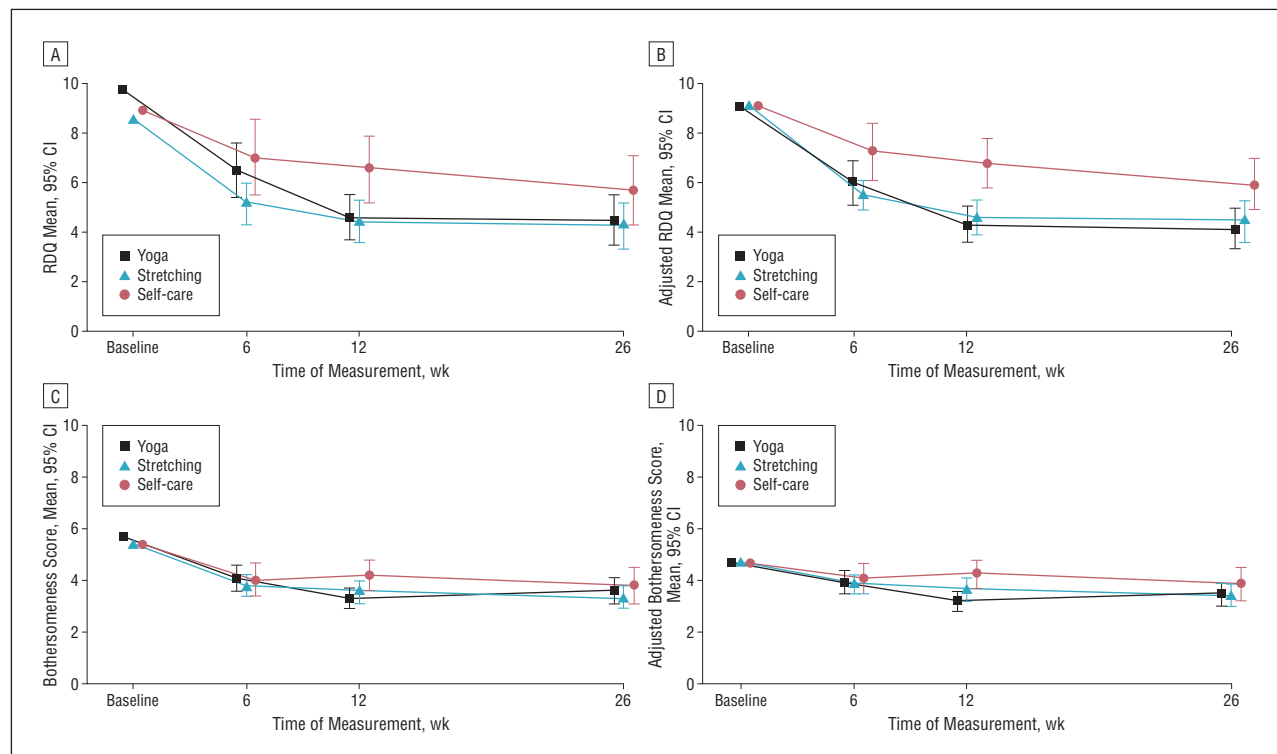 A
10
8
6
4
2
0
RDQ Mean, 95% CI
Yoga
Stretching
Self-care
Baseline
6
12
26
Time of Measurement, wk
B
10
8
6
4
2
0
Adjusted RDQ Mean, 95% CI
Yoga
Stretching
Self-care
Baseline
6
12
26
Time of Measurement, wk
C
10
8
6
4
2
0
Bothersomeness Score, Mean, 95% CI
Yoga
Stretching
Self-care
Baseline
6
12
26
Time of Measurement, wk
D
10
8
6
4
2
0
Adjusted Bothersomeness Score,
Mean, 95% CI
Yoga
Stretching
Self-care
Baseline
6
12
26
Time of Measurement, wk